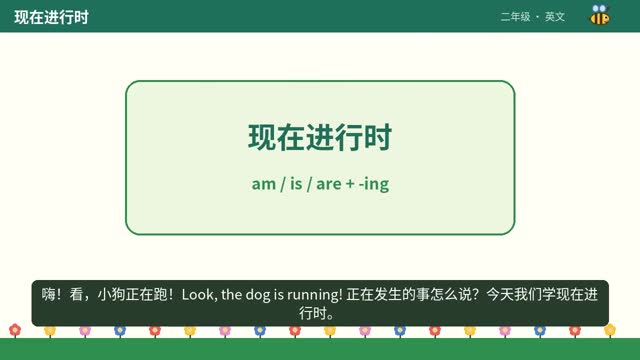 现在进行时
二年级 · 英文
现在进行时
am / is / are + -ing
嗨！看，小狗正在跑！Look, the dog is running! 正在发生的事怎么说？今天我们学现在进
行时。